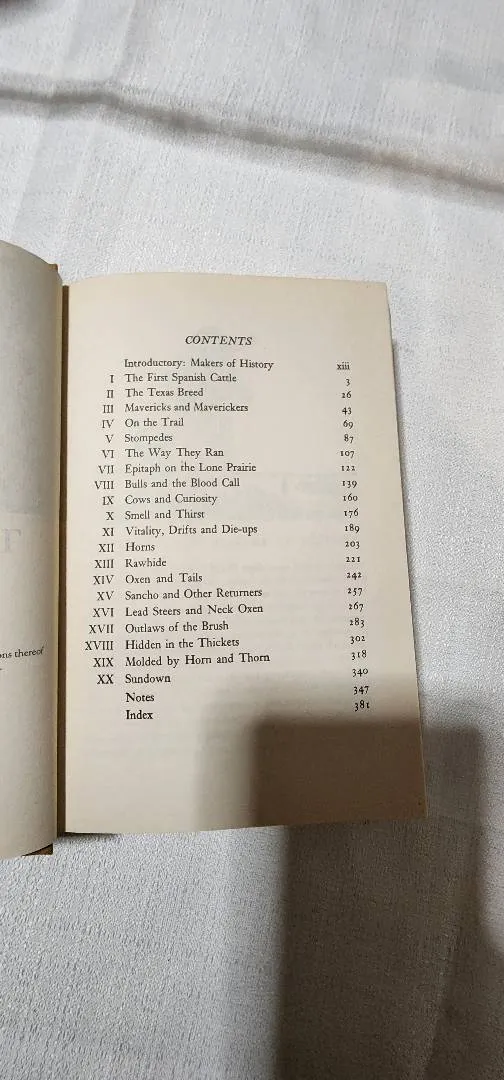 ons thereof
CONTENTS
Introductory: Makers of History xiii
I The First Spanish Cattle 3
II The Texas Breed 26
III Mavericks and Maverickers 43
IV On the Trail 69
V Stompedes 87
VI The Way They Ran 107
VII Epitaph on the Lone Prairie 122
VIII Bulls and the Blood Call 139
IX Cows and Curiosity 160
X Smell and Thirst 176
XI Vitality, Drifts and Die-ups 189
XII Horns 203
XIII Rawhide 221
XIV Oxen and Tails 242
XV Sancho and Other Returners 257
XVI Lead Steers and Neck Oxen 267
XVII Outlaws of the Brush 283
XVIII Hidden in the Thickets 302
XIX Molded by Horn and Thorn 318
XX Sundown 340
Notes 347
Index 381